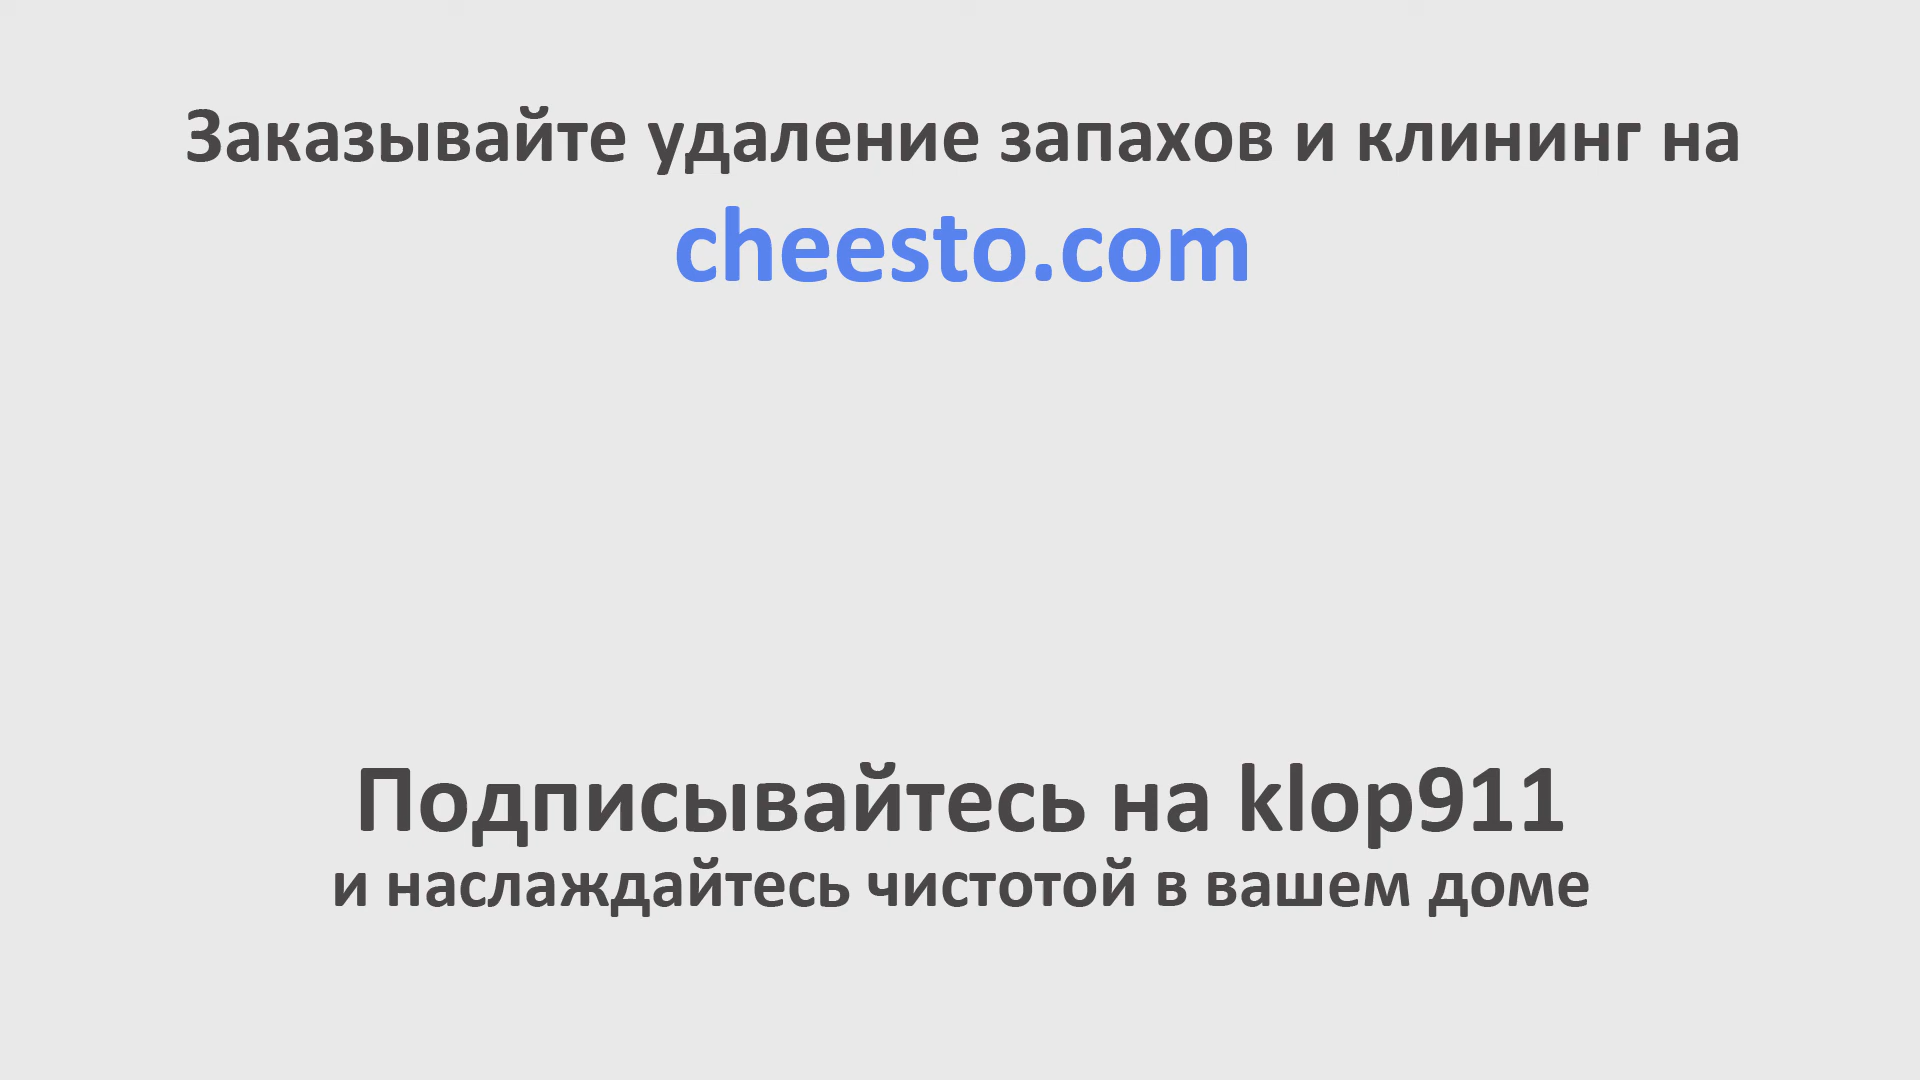 Заказывайте удаление запахов и клининг на
cheesto.com
Подписывайтесь на klop911
и наслаждайтесь чистотой в вашем доме